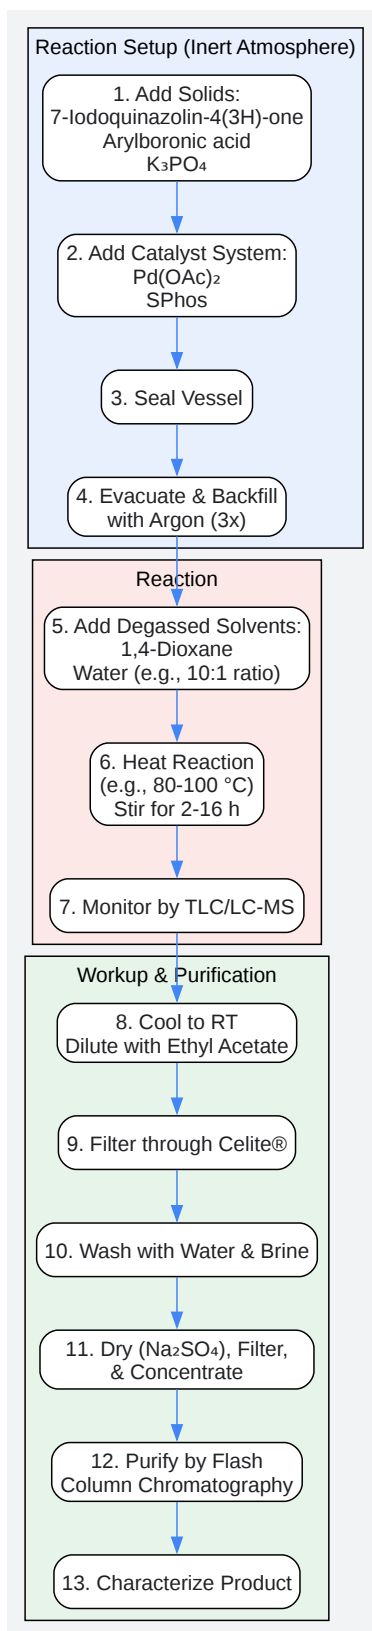 Reaction Setup (Inert Atmosphere)
1. Add Solids:
7-Iodoquinazolin-4(3H)-one
Arylboronic acid
K₃PO₄
2. Add Catalyst System:
Pd(OAc)₂
SPhos
3. Seal Vessel
4. Evacuate & Backfill
with Argon (3x)
Reaction
5. Add Degassed Solvents:
1,4-Dioxane
Water (e.g., 10:1 ratio)
6. Heat Reaction
(e.g., 80-100 °C)
Stir for 2-16 h
7. Monitor by TLC/LC-MS
Workup & Purification
8. Cool to RT
Dilute with Ethyl Acetate
9. Filter through Celite®
10. Wash with Water & Brine
11. Dry (Na₂SO₄), Filter,
& Concentrate
12. Purify by Flash
Column Chromatography
13. Characterize Product